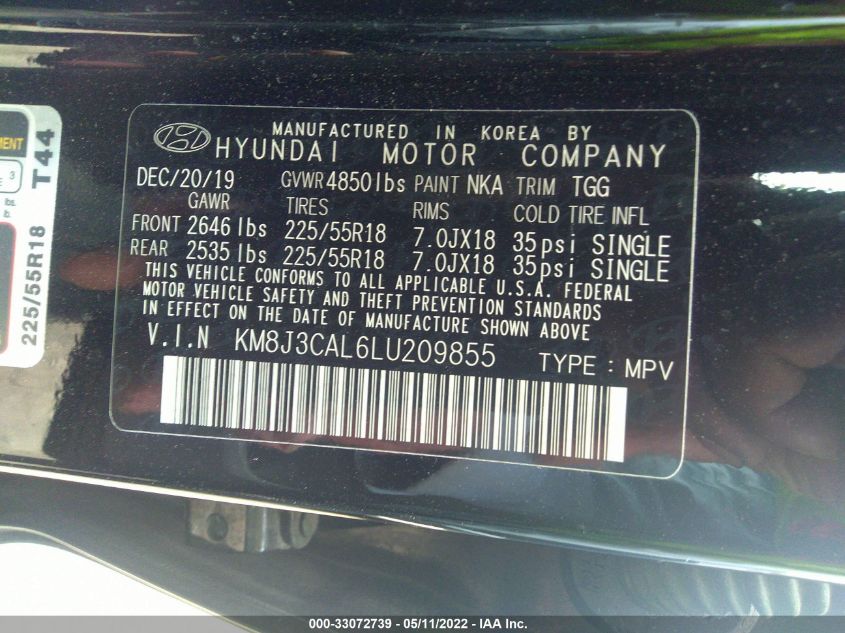 MANUFACTURED IN KOREA BY
HYUNDAI MOTOR COMPANY
DEC/20/19 GVWR 4850 lbs PAINT NKA TRIM TGG
GAWR TIRES RIMS COLD TIRE INFL
FRONT 2646 lbs 225/55R18 7.0JX18 35psi SINGLE
REAR 2535 lbs 225/55R18 7.0JX18 35psi SINGLE
THIS VEHICLE CONFORMS TO ALL APPLICABLE U.S.A. FEDERAL
MOTOR VEHICLE SAFETY AND THEFT PREVENTION STANDARDS
IN EFFECT ON THE DATE OF MANUFACTURE SHOWN ABOVE
V.I.N KM8J3CAL6LU209855 TYPE : MPV
225/55R18 T44
3
lbs.
000-33072739 - 05/11/2022 - IAA Inc.